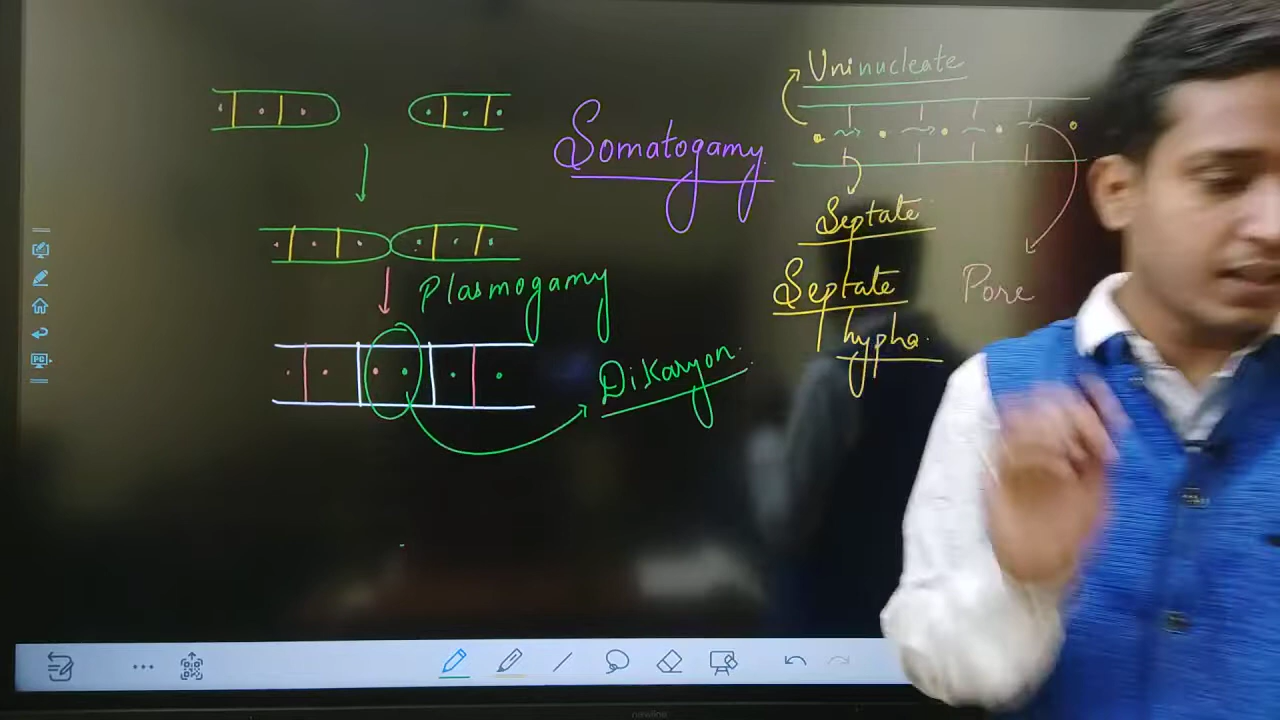 Uninucleate
Somatogamy
Septate
Septate
hypha
Pore
Plasmogamy
Dikaryon